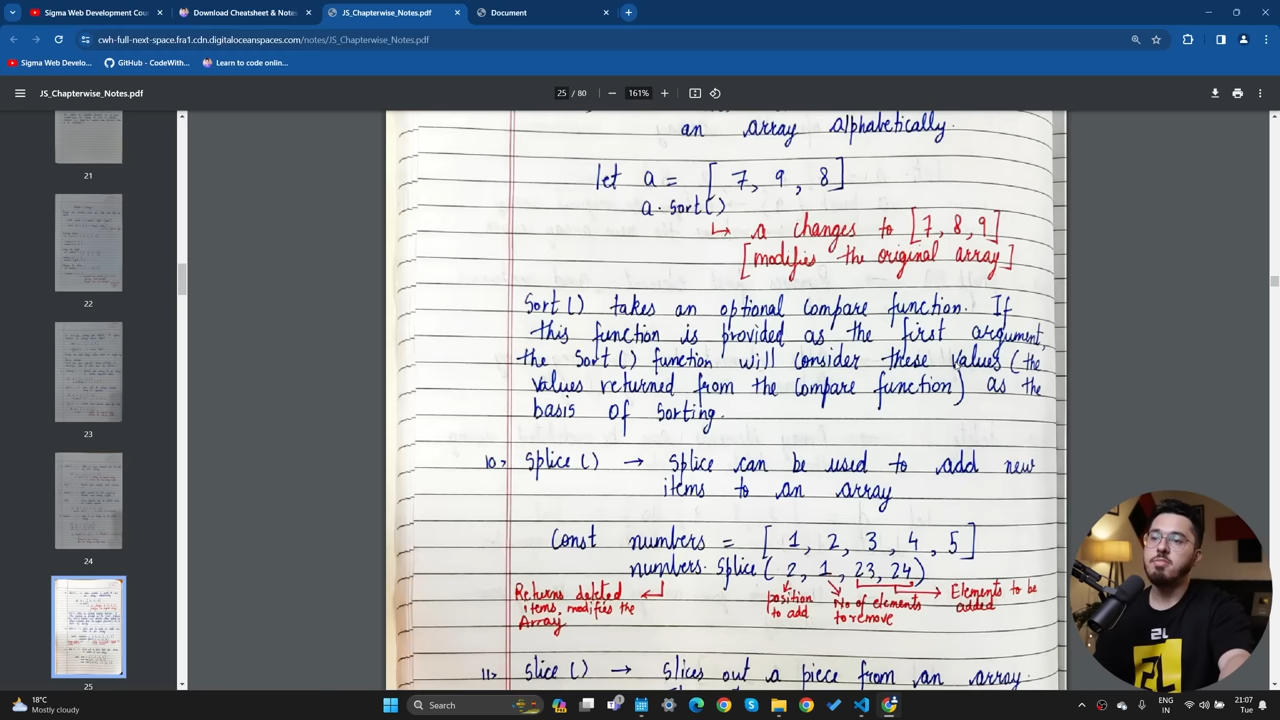 Sigma Web Development Cou
Download Cheatsheet & Notes
JS_Chapterwise_Notes.pdf
Document
cwh-full-next-space.fra1.cdn.digitaloceanspaces.com/notes/JS_Chapterwise_Notes.pdf
Sigma Web Develo...
GitHub - CodeWith...
Learn to code onlin...
JS_Chapterwise_Notes.pdf
25 / 80
161%
21
22
23
24
25
an array alphabetically.
let a = [7, 9, 8]
a.sort()
a changes to [7, 8, 9]
[modifies the original array]
Sort() takes an optional compare function. If
this function is provided as the first argument,
the sort() function will consider these values (the
values returned from the compare function) as the
basis of sorting.
10. Splice() → Splice can be used to add new
items to an array
Const numbers = [1, 2, 3, 4, 5]
numbers.splice(2, 1, 23, 24)
Returns deleted
items, modifies the
Array
position
to add
No of elements
to remove
Elements to be
added
11. Slice() → Slices out a piece from an array.
18°C
Mostly cloudy
Search
ENG
IN
21:07
Tue